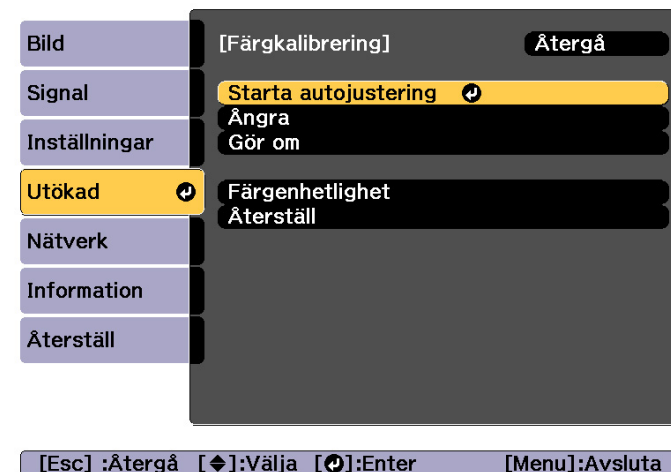 Bild
Signal
Inställningar
Utökad
Nätverk
Information
Återställ
[Färgkalibrering] Återgå
Starta autojustering
Ångra
Gör om
Färgenhetlighet
Återställ
[Esc] :Återgå [◆]:Välja [↵]:Enter [Menu]:Avsluta